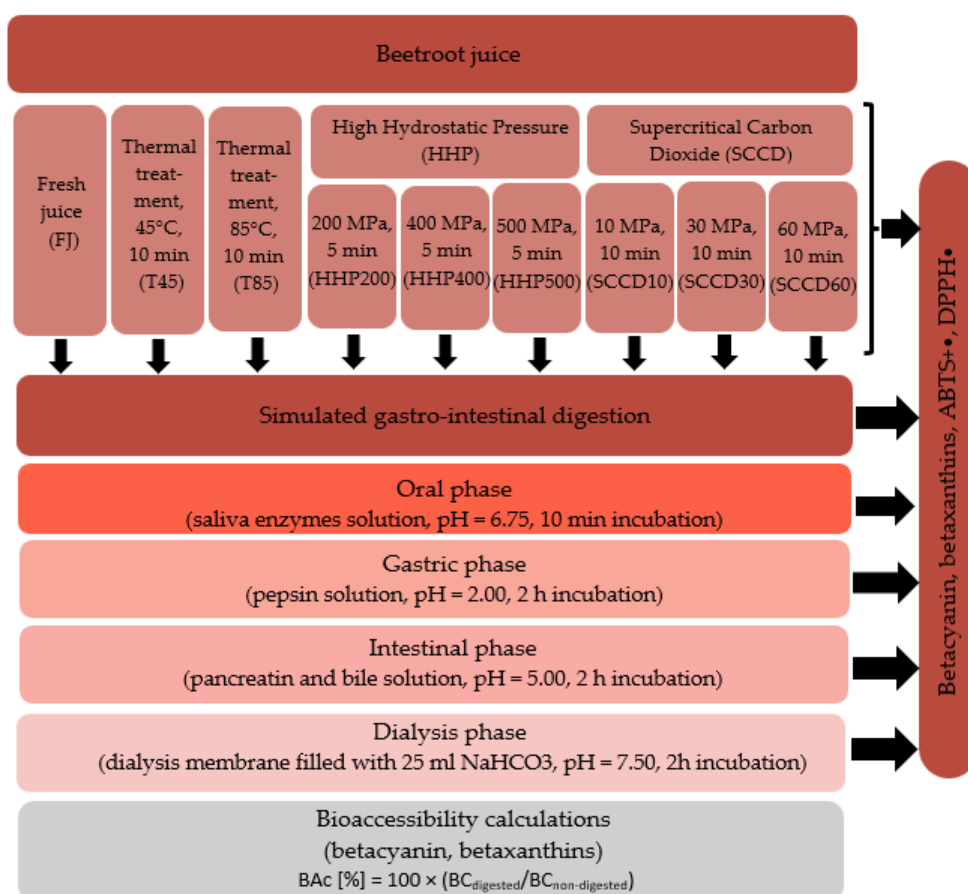 Beetroot juice
Fresh
juice
(FJ)
Thermal
treat-
ment,
45°C,
10 min
(T45)
Thermal
treat-
ment,
85°C,
10 min
(T85)
High Hydrostatic Pressure
(HHP)
200 MPa,
5 min
(HHP200)
400 MPa,
5 min
(HHP400)
500 MPa,
5 min
(HHP500)
Supercritical Carbon
Dioxide (SCCD)
10 MPa,
10 min
(SCCD10)
30 MPa,
10 min
(SCCD30)
60 MPa,
10 min
(SCCD60)
Simulated gastro-intestinal digestion
Oral phase
(saliva enzymes solution, pH = 6.75, 10 min incubation)
Gastric phase
(pepsin solution, pH = 2.00, 2 h incubation)
Intestinal phase
(pancreatin and bile solution, pH = 5.00, 2 h incubation)
Dialysis phase
(dialysis membrane filled with 25 ml NaHCO3, pH = 7.50, 2h incubation)
Bioaccessibility calculations
(betacyanin, betaxanthins)
BAc [%] = 100 × (BCdigested/BCnon-digested)
Betacyanin, betaxanthins, ABTS+•, DPPH•